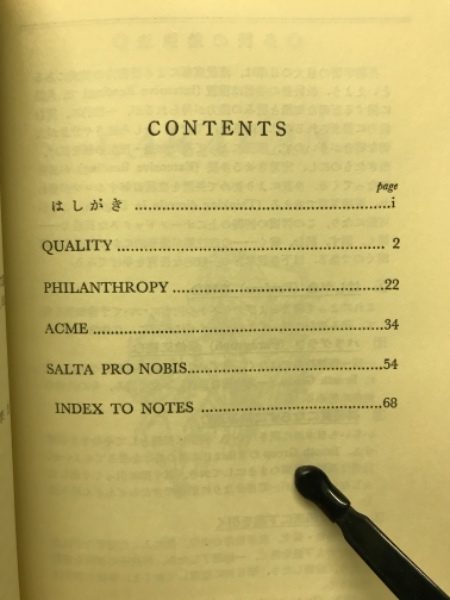 CONTENTS
page
はしがき ........................................i
QUALITY ........................................ 2
PHILANTHROPY ................................22
ACME ............................................34
SALTA PRO NOBIS..............................54
INDEX TO NOTES ............................68